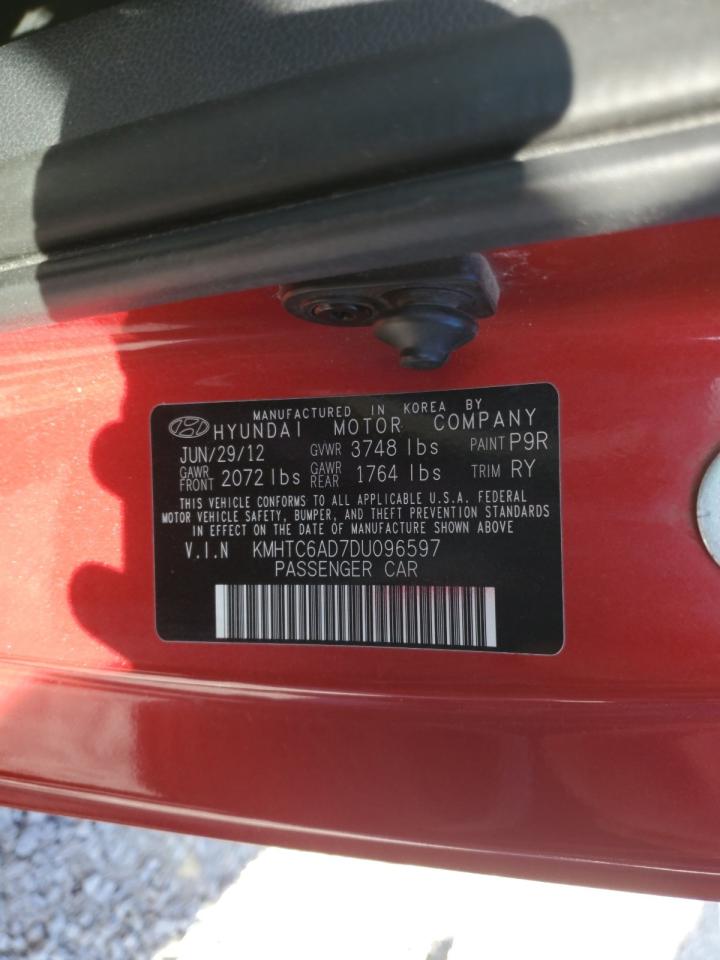 MANUFACTURED IN KOREA BY
HYUNDAI MOTOR COMPANY
JUN/29/12 GVWR 3748 lbs PAINT P9R
GAWR FRONT 2072 lbs GAWR REAR 1764 lbs TRIM RY
THIS VEHICLE CONFORMS TO ALL APPLICABLE U.S.A. FEDERAL
MOTOR VEHICLE SAFETY, BUMPER, AND THEFT PREVENTION STANDARDS
IN EFFECT ON THE DATE OF MANUFACTURE SHOWN ABOVE
V.I.N KMHTC6AD7DU096597
PASSENGER CAR